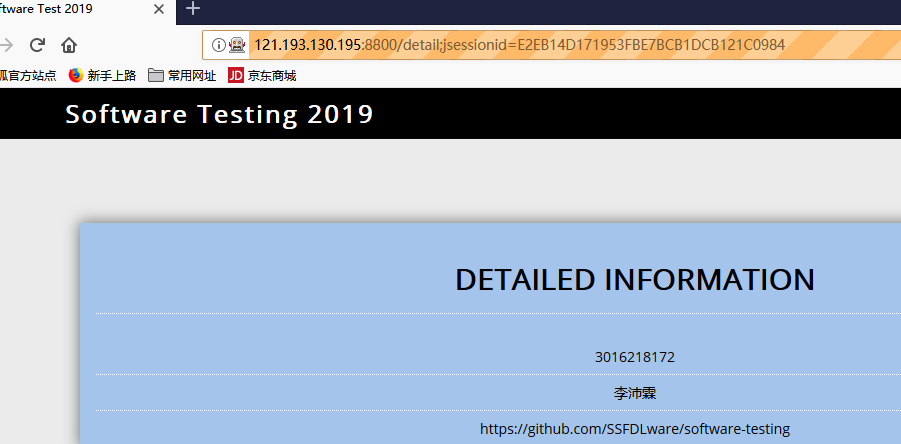 ftware Test 2019
121.193.130.195:8800/detail;jsessionid=E2EB14D171953FBE7BCB1DCB121C0984
狐官方站点 新手上路 常用网址 JD 京东商城
Software Testing 2019
DETAILED INFORMATION
3016218172
李沛霖
https://github.com/SSFDLware/software-testing